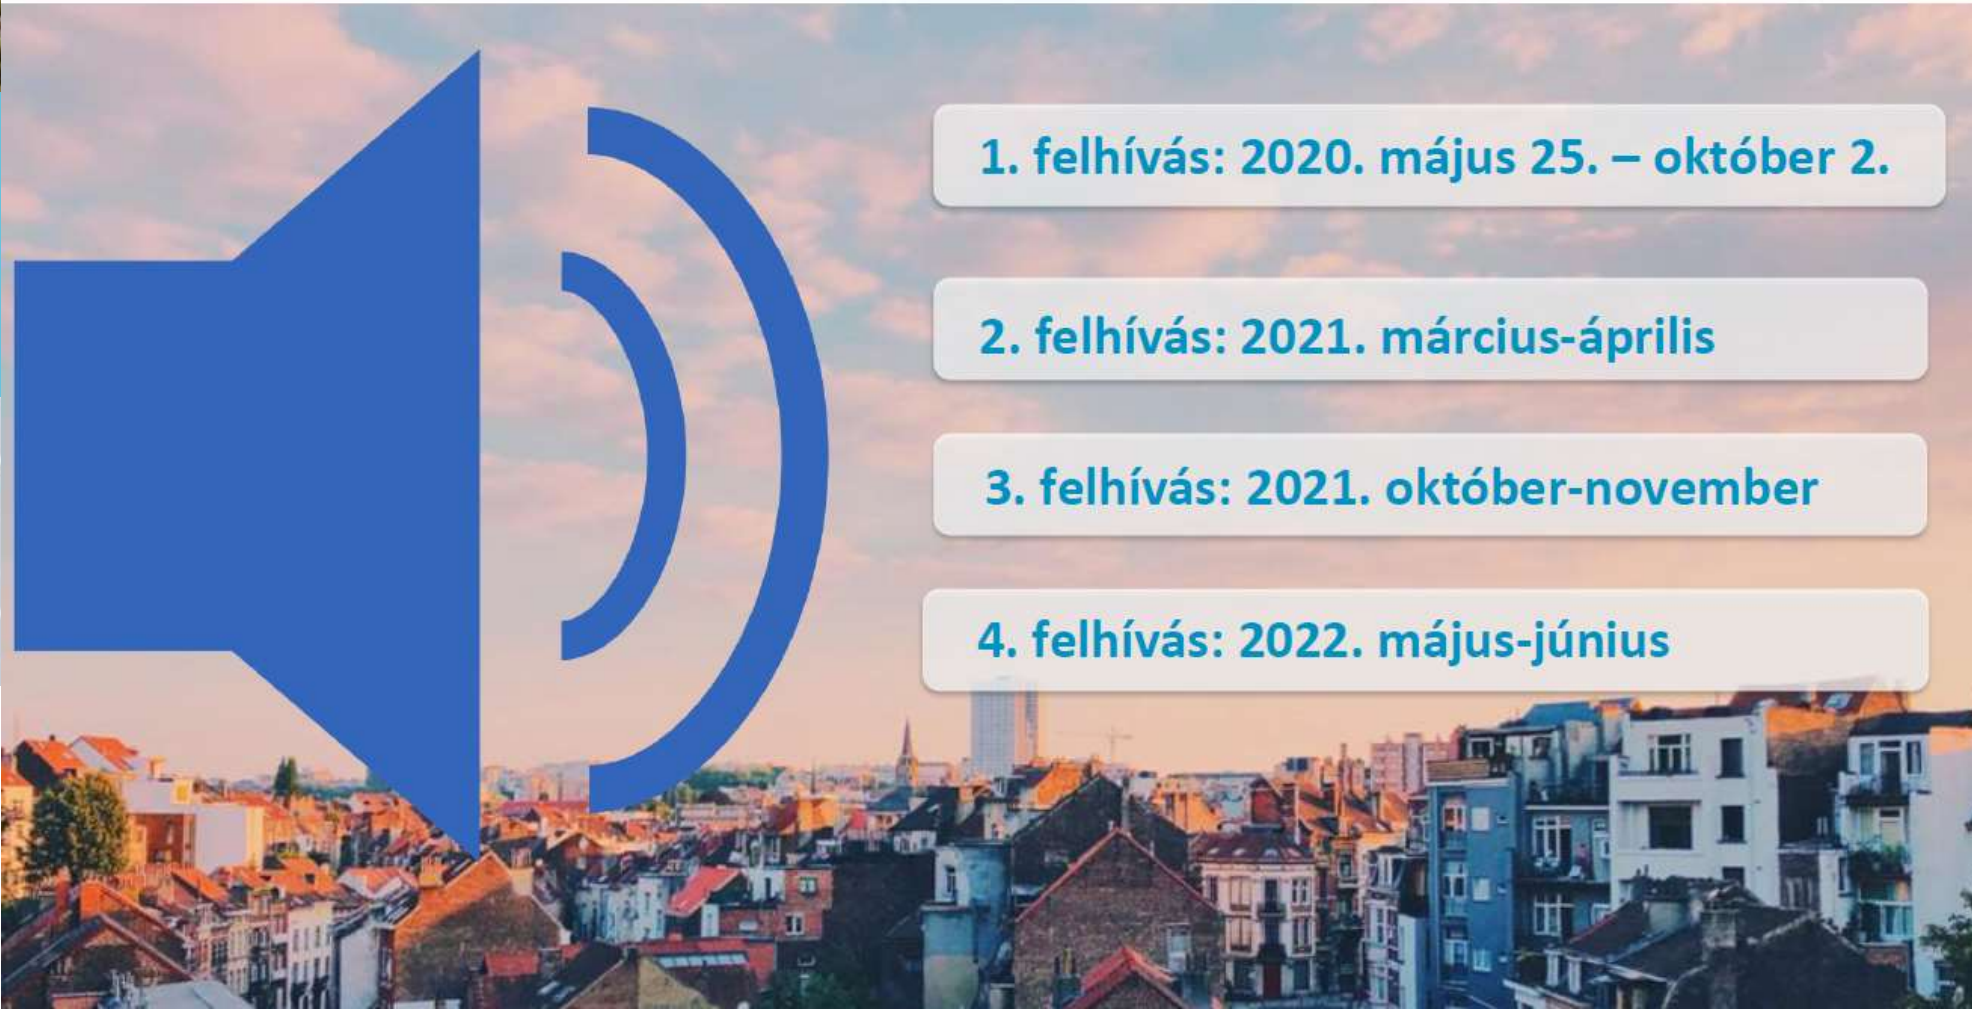 1. felhívás: 2020. május 25. – október 2.
2. felhívás: 2021. március-április
3. felhívás: 2021. október-november
4. felhívás: 2022. május-június